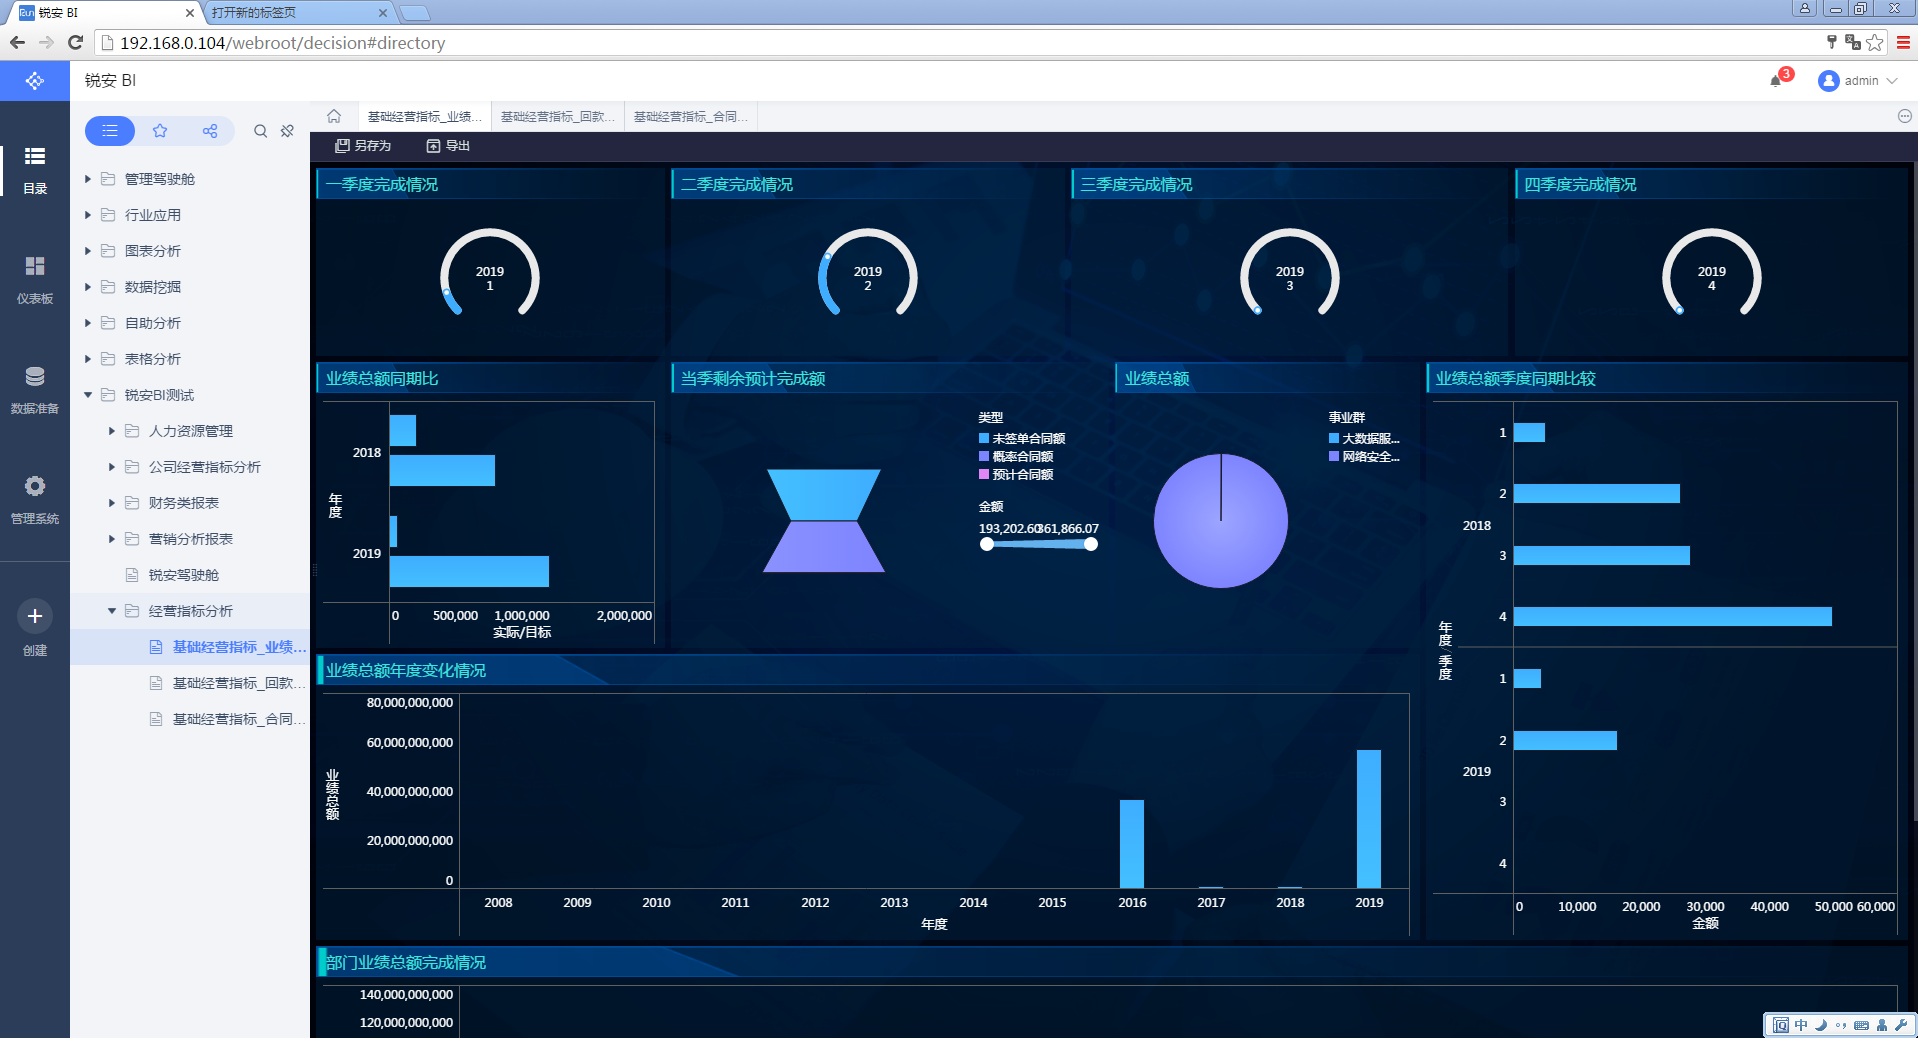 锐安 BI
打开新的标签页
192.168.0.104/webroot/decision#directory
锐安 BI
3
admin
目录
仪表板
数据准备
管理系统
创建
管理驾驶舱
行业应用
图表分析
数据挖掘
自助分析
表格分析
锐安BI测试
人力资源管理
公司经营指标分析
财务类报表
营销分析报表
锐安驾驶舱
经营指标分析
基础经营指标_业绩...
基础经营指标_回款...
基础经营指标_合同...
基础经营指标_业绩...
基础经营指标_回款...
基础经营指标_合同...
另存为
导出
一季度完成情况
2019
1
二季度完成情况
2019
2
三季度完成情况
2019
3
四季度完成情况
2019
4
业绩总额同期比
年度
2018
2019
0
500,000
1,000,000
2,000,000
实际/目标
当季剩余预计完成额
类型
未签单合同额
概率合同额
预计合同额
金额
193,202.60
361,866.07
业绩总额
事业群
大数据服...
网络安全...
业绩总额季度同期比较
年度/季度
2018
1
2
3
4
2019
1
2
3
4
0
10,000
20,000
30,000
40,000
50,000
60,000
金额
业绩总额年度变化情况
业绩总额
80,000,000,000
60,000,000,000
40,000,000,000
20,000,000,000
0
2008
2009
2010
2011
2012
2013
2014
2015
2016
2017
2018
2019
年度
部门业绩总额完成情况
140,000,000,000
120,000,000,000
中